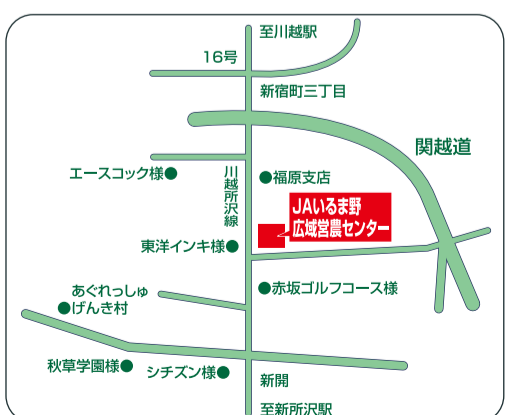 至川越駅
16号
新宿町三丁目
関越道
エースコック様
川越所沢線
福原支店
JAいるま野
広域営農センター
東洋インキ様
あぐれっしゅ
げんき村
赤坂ゴルフコース様
秋草学園様
シチズン様
新開
至新所沢駅